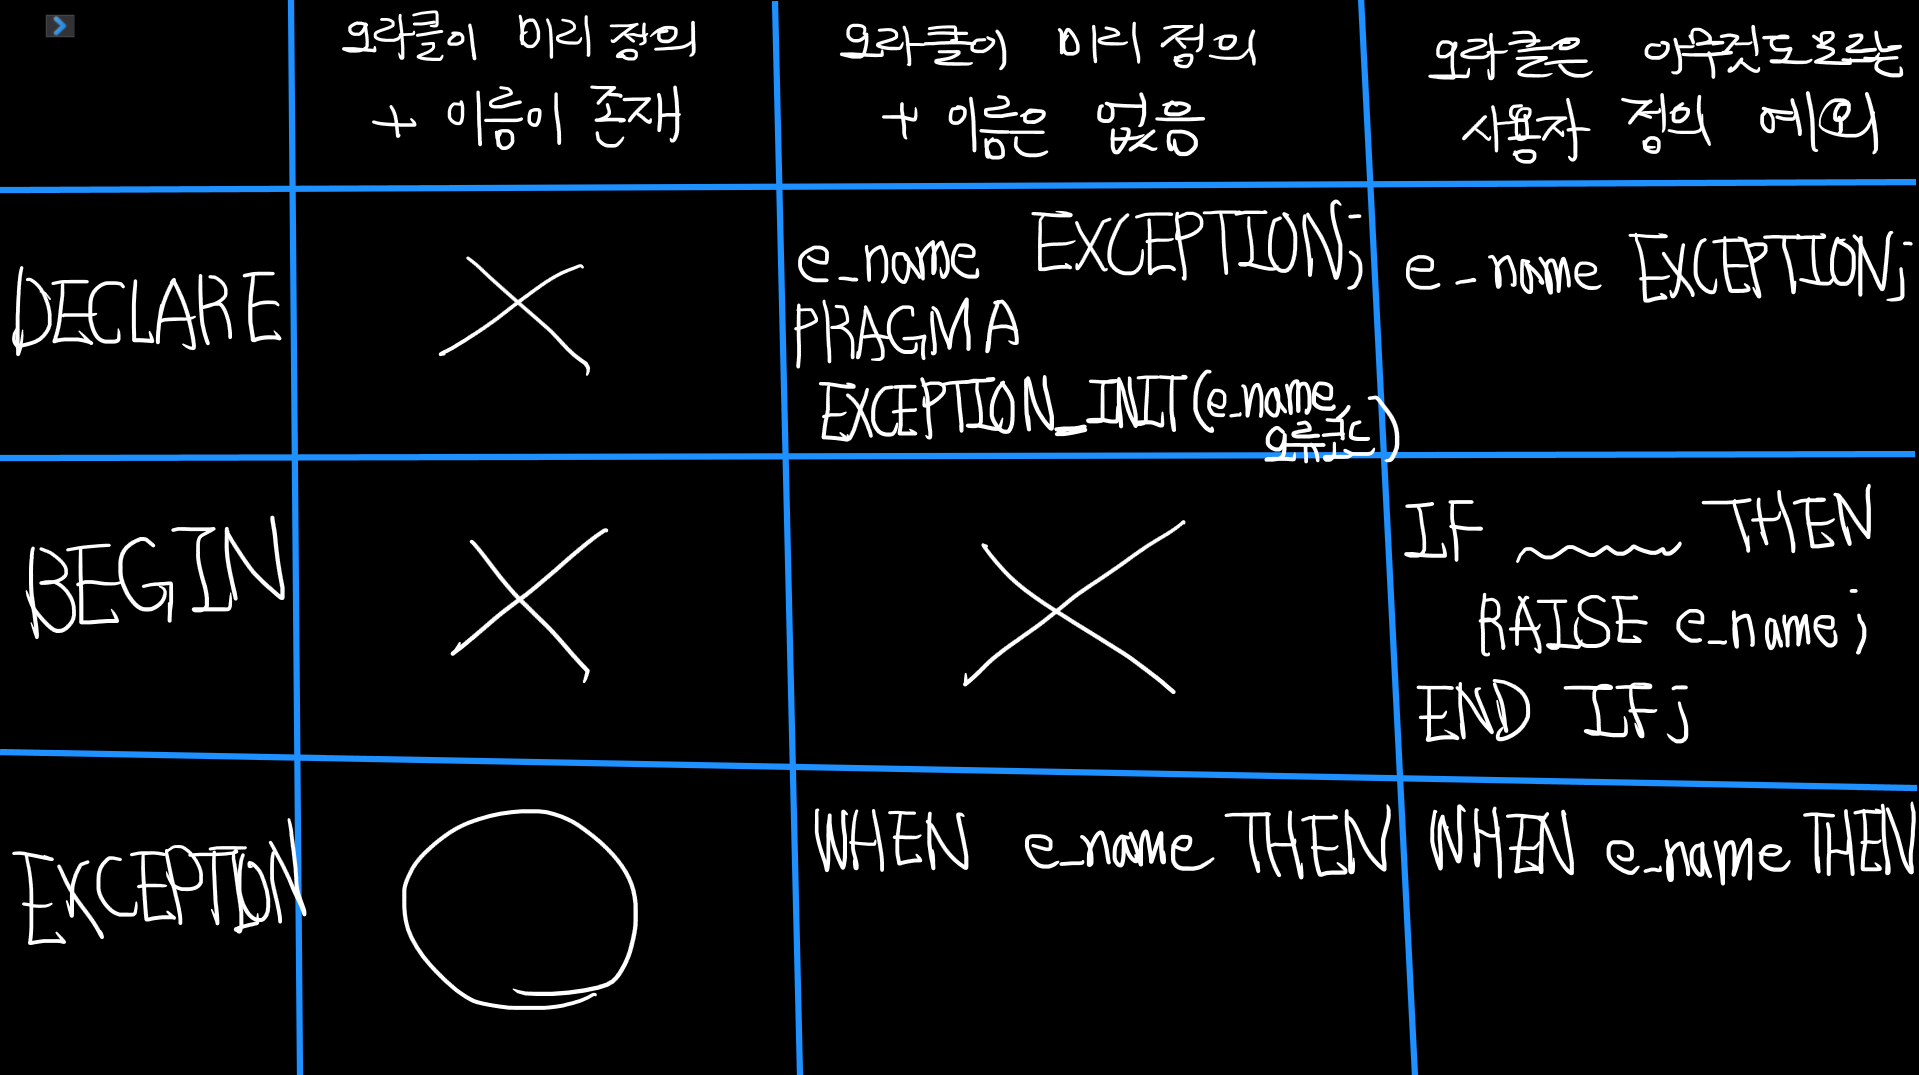 오라클이 미리 정의
+ 이름이 존재
오라클이 미리 정의
+ 이름은 없음
오라클은 아무것도 모르는
사용자 정의 예외
DECLARE
e_name EXCEPTION;
PRAGMA
EXCEPTION_INIT(e_name,
오류코드)
e_name EXCEPTION;
BEGIN
IF THEN
RAISE e_name;
END IF;
EXCEPTION
WHEN e_name THEN
WHEN e_name THEN